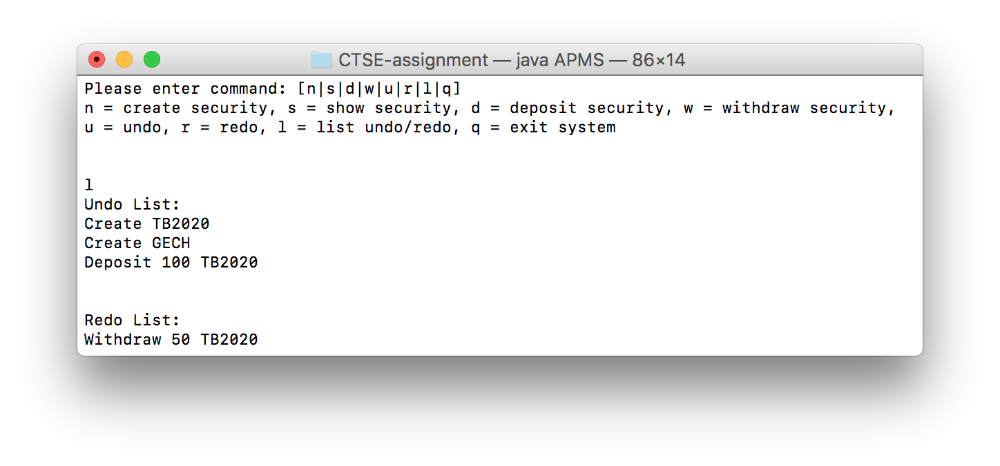 CTSE-assignment — java APMS — 86×14
Please enter command: [n|s|d|w|u|r|l|q]
n = create security, s = show security, d = deposit security, w = withdraw security,
u = undo, r = redo, l = list undo/redo, q = exit system
l
Undo List:
Create TB2020
Create GECH
Deposit 100 TB2020
Redo List:
Withdraw 50 TB2020